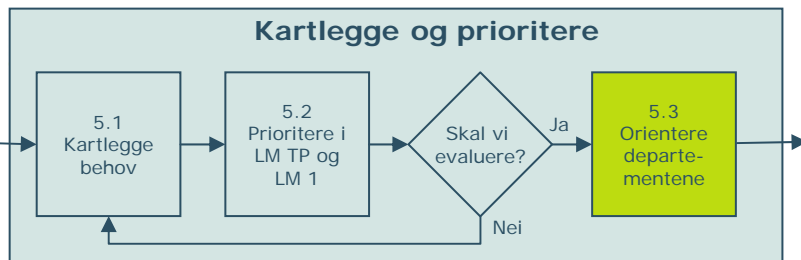 Kartlegge og prioritere
5.1
Kartlegge
behov
5.2
Prioritere i
LM TP og
LM 1
Skal vi
evaluere?
Ja
Nei
5.3
Orientere
departe-
mentene